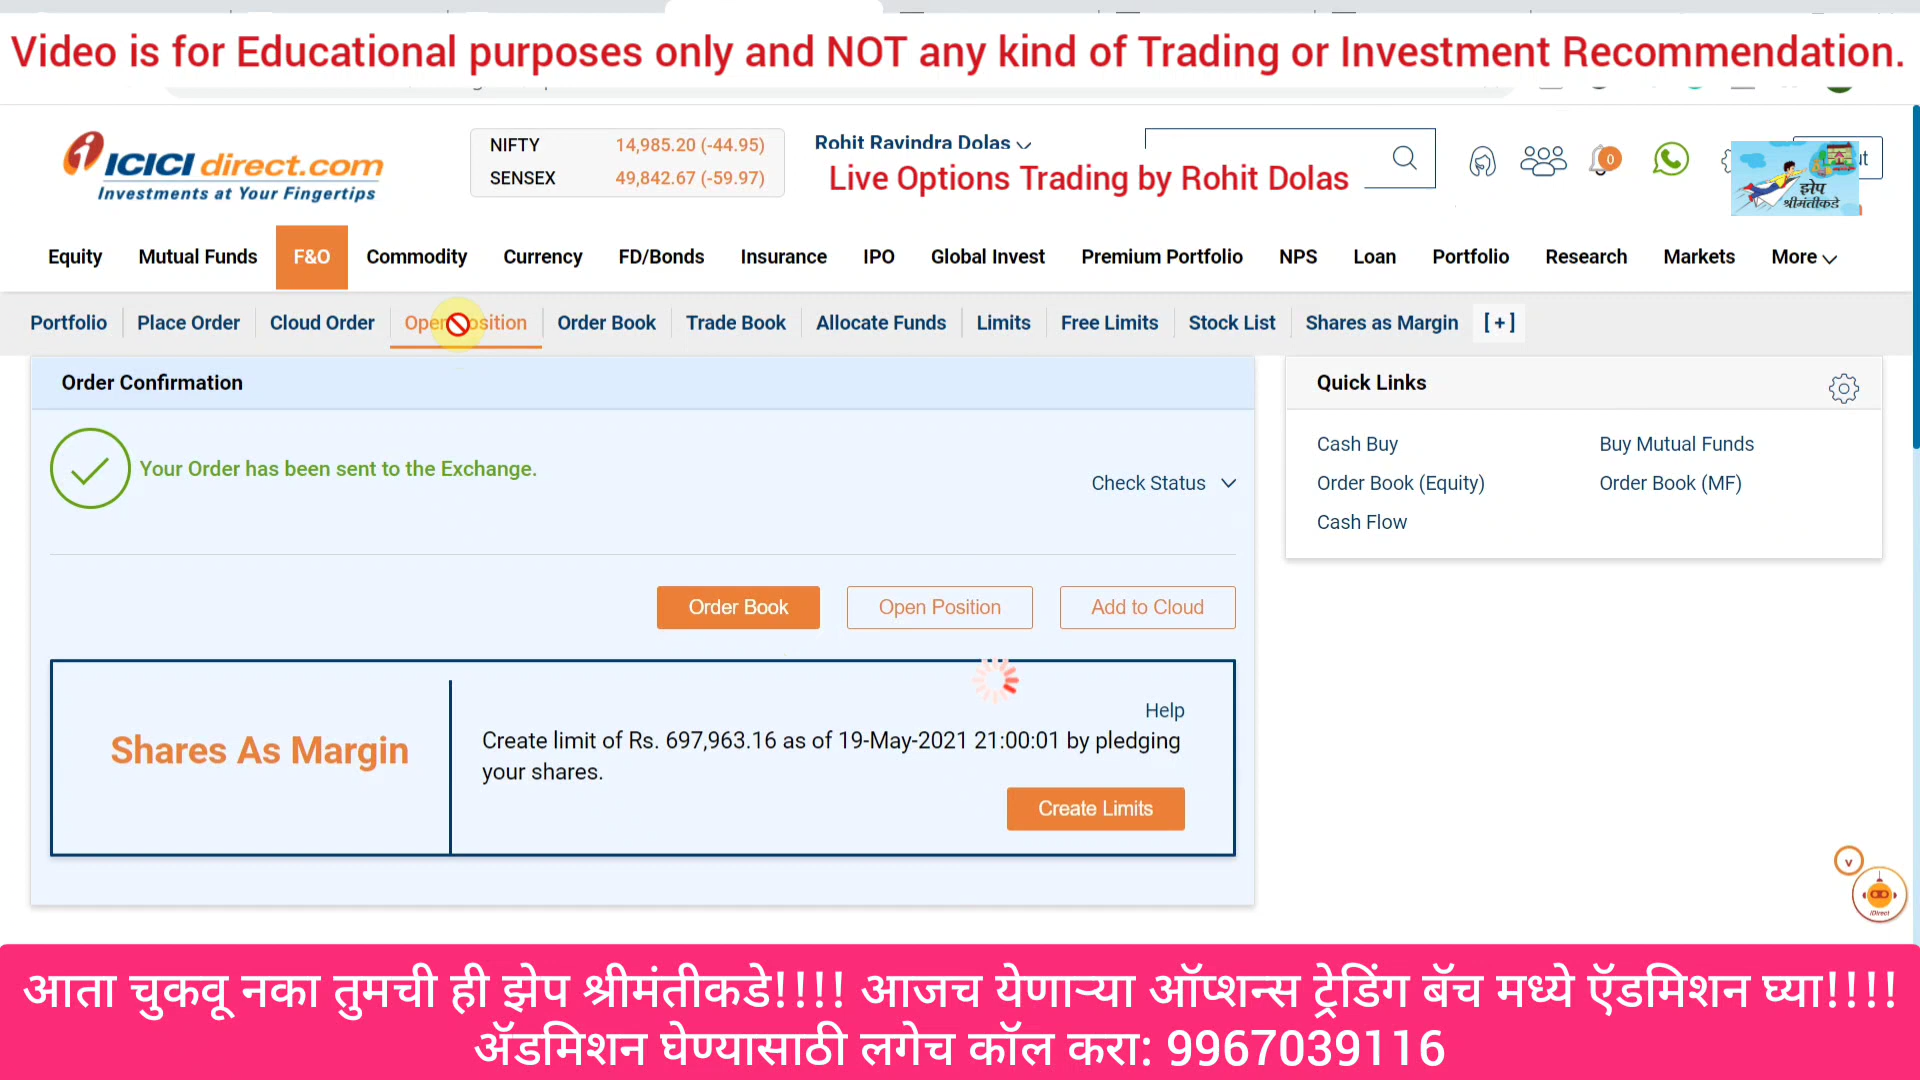 Video is for Educational purposes only and NOT any kind of Trading or Investment Recommendation.
ICICI direct.com
Investments at Your Fingertips
NIFTY 14,985.20 (-44.95)
SENSEX 49,842.67 (-59.97)
Rohit Ravindra Dolas
Live Options Trading by Rohit Dolas
0
झेप
श्रीमंतीकडे
Equity Mutual Funds F&O Commodity Currency FD/Bonds Insurance IPO Global Invest Premium Portfolio NPS Loan Portfolio Research Markets More
Portfolio Place Order Cloud Order Open Position Order Book Trade Book Allocate Funds Limits Free Limits Stock List Shares as Margin [+]
Order Confirmation
Quick Links
Your Order has been sent to the Exchange.
Check Status
Cash Buy Buy Mutual Funds
Order Book (Equity) Order Book (MF)
Cash Flow
Order Book Open Position Add to Cloud
Shares As Margin
Help
Create limit of Rs. 697,963.16 as of 19-May-2021 21:00:01 by pledging
your shares.
Create Limits
v
iDirect
आता चुकवू नका तुमची ही झेप श्रीमंतीकडे!!!! आजच येणाऱ्या ऑप्शन्स ट्रेडिंग बॅच मध्ये ऍडमिशन घ्या!!!!
ॲडमिशन घेण्यासाठी लगेच कॉल करा: 9967039116